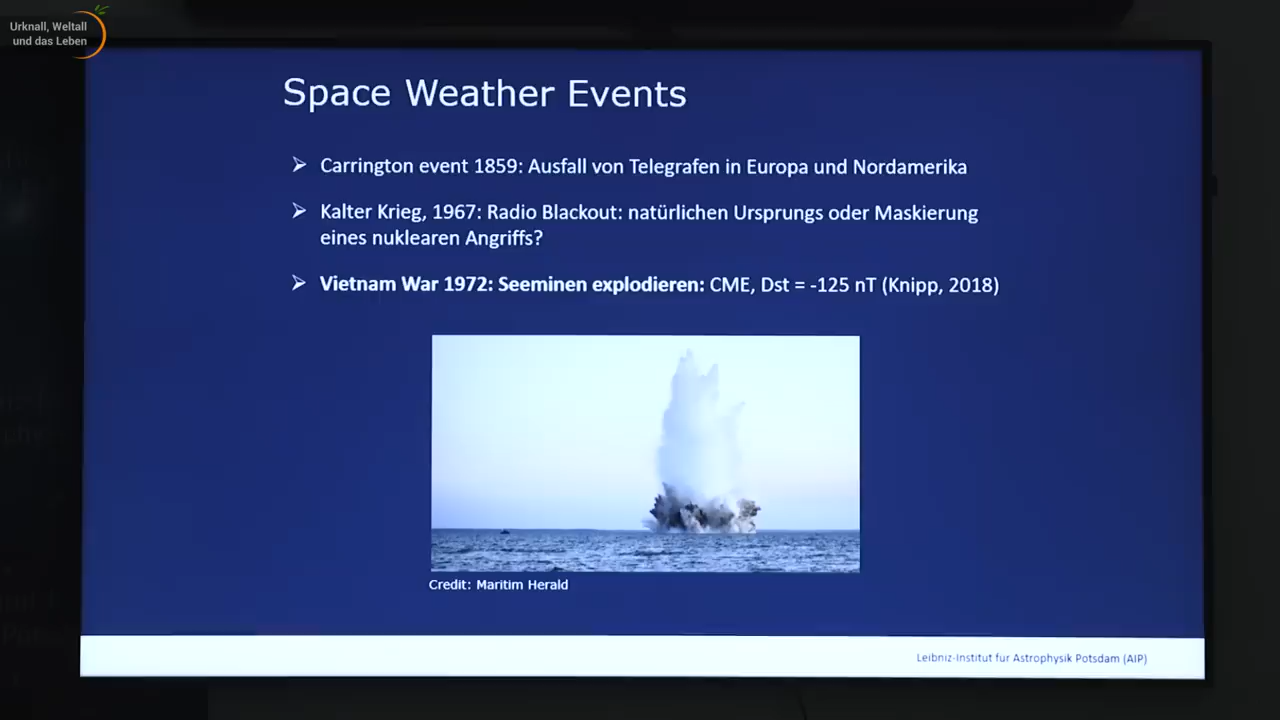 Urknall, Weltall
und das Leben
Space Weather Events
Carrington event 1859: Ausfall von Telegrafen in Europa und Nordamerika
Kalter Krieg, 1967: Radio Blackout: natürlichen Ursprungs oder Maskierung
eines nuklearen Angriffs?
Vietnam War 1972: Seeminen explodieren: CME, Dst = -125 nT (Knipp, 2018)
Credit: Maritim Herald
Leibniz-Institut für Astrophysik Potsdam (AIP)